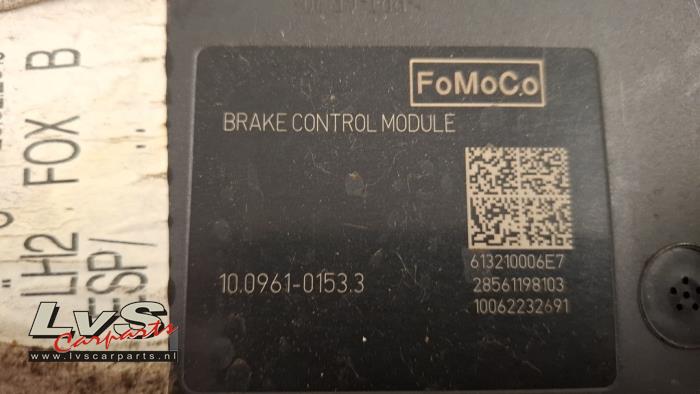 FoMoCo
BRAKE CONTROL MODULE
613210006E7
10.0961-0153.3
28561198103
10062232691
LH2 FOX B
ESP/
LvS
Carparts
www.lvscarparts.nl